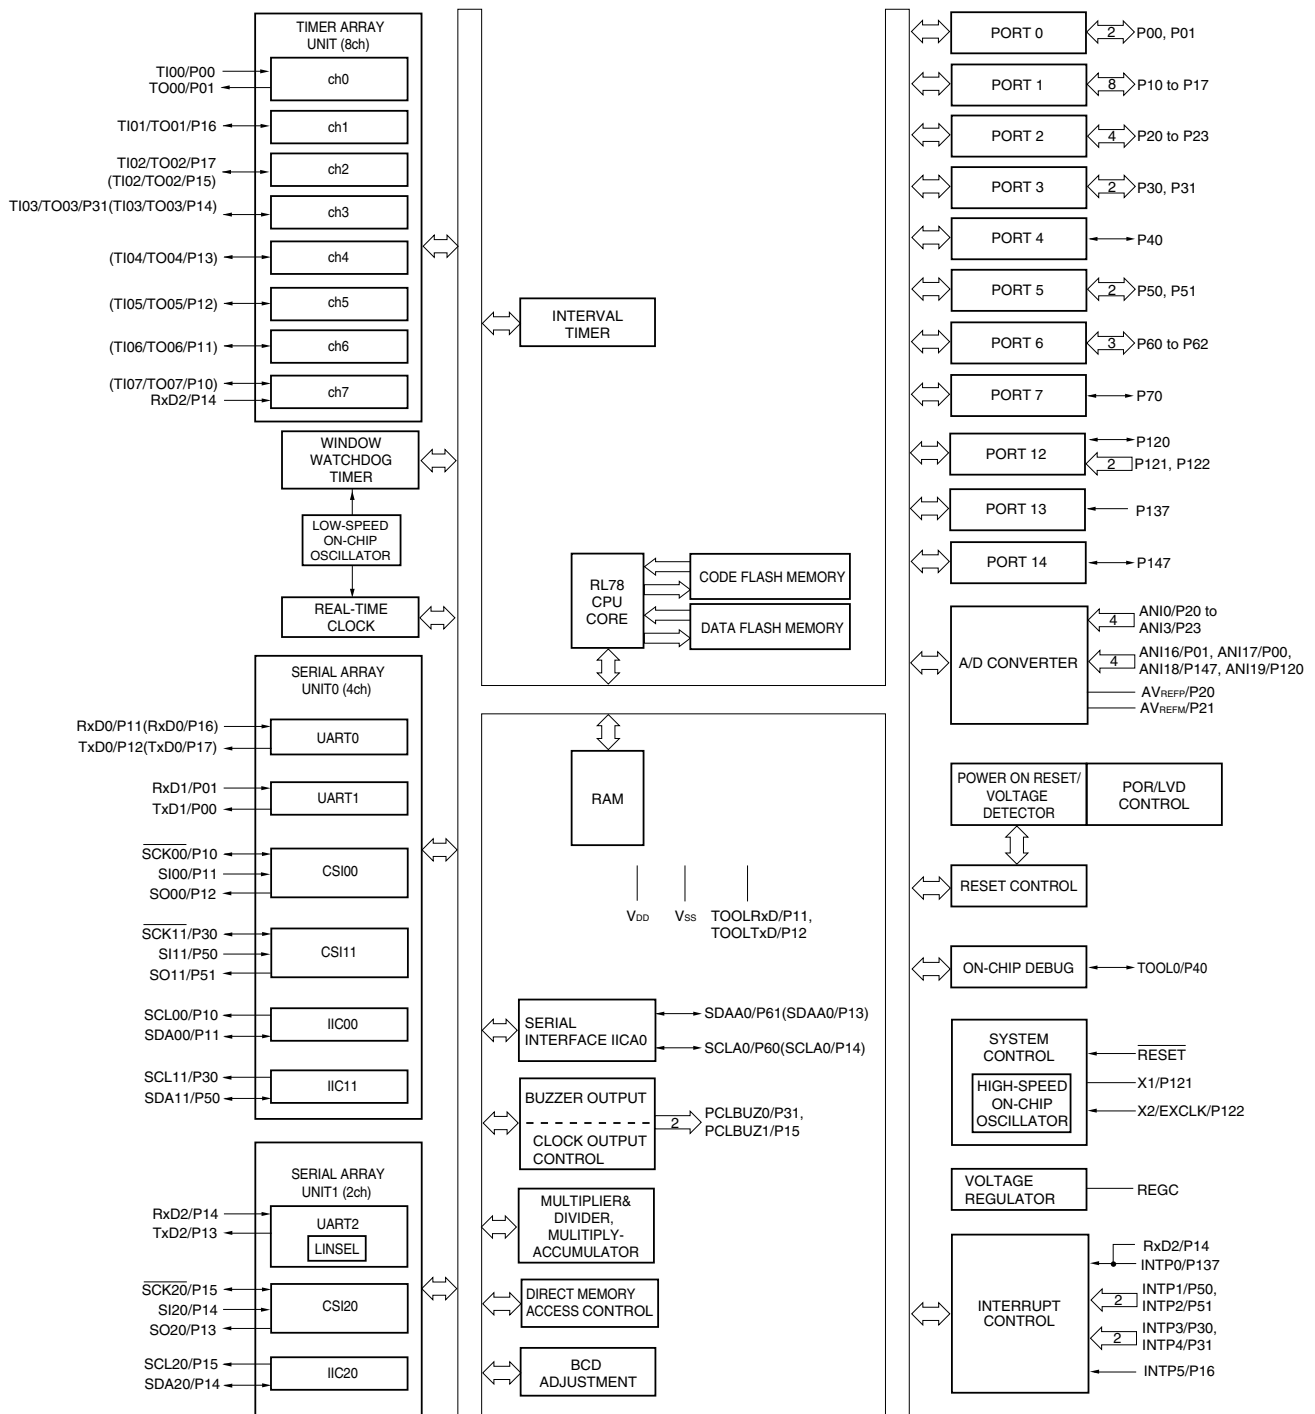 TIMER ARRAY
UNIT (8ch)
TI00/P00
TO00/P01
ch0
TI01/TO01/P16
ch1
TI02/TO02/P17
(TI02/TO02/P15)
ch2
TI03/TO03/P31(TI03/TO03/P14)
ch3
(TI04/TO04/P13)
ch4
(TI05/TO05/P12)
ch5
(TI06/TO06/P11)
ch6
(TI07/TO07/P10)
RxD2/P14
ch7
WINDOW
WATCHDOG
TIMER
LOW-SPEED
ON-CHIP
OSCILLATOR
REAL-TIME
CLOCK
SERIAL ARRAY
UNIT0 (4ch)
RxD0/P11(RxD0/P16)
TxD0/P12(TxD0/P17)
UART0
RxD1/P01
TxD1/P00
UART1
SCK00/P10
SI00/P11
SO00/P12
CSI00
SCK11/P30
SI11/P50
SO11/P51
CSI11
SCL00/P10
SDA00/P11
IIC00
SCL11/P30
SDA11/P50
IIC11
SERIAL ARRAY
UNIT1 (2ch)
RxD2/P14
TxD2/P13
UART2
LINSEL
SCK20/P15
SI20/P14
SO20/P13
CSI20
SCL20/P15
SDA20/P14
IIC20
INTERVAL
TIMER
RL78
CPU
CORE
CODE FLASH MEMORY
DATA FLASH MEMORY
RAM
VDD
VSS
TOOLRxD/P11,
TOOLTxD/P12
SERIAL
INTERFACE IICA0
SDAA0/P61(SDAA0/P13)
SCLA0/P60(SCLA0/P14)
BUZZER OUTPUT
CLOCK OUTPUT
CONTROL
2
PCLBUZ0/P31,
PCLBUZ1/P15
MULTIPLIER&
DIVIDER,
MULITIPLY-
ACCUMULATOR
DIRECT MEMORY
ACCESS CONTROL
BCD
ADJUSTMENT
PORT 0
2
P00, P01
PORT 1
8
P10 to P17
PORT 2
4
P20 to P23
PORT 3
2
P30, P31
PORT 4
P40
PORT 5
2
P50, P51
PORT 6
3
P60 to P62
PORT 7
P70
PORT 12
P120
2
P121, P122
PORT 13
P137
PORT 14
P147
A/D CONVERTER
4
ANI0/P20 to
ANI3/P23
4
ANI16/P01, ANI17/P00,
ANI18/P147, ANI19/P120
AVREFP/P20
AVREFM/P21
POWER ON RESET/
VOLTAGE
DETECTOR
POR/LVD
CONTROL
RESET CONTROL
ON-CHIP DEBUG
TOOL0/P40
SYSTEM
CONTROL
HIGH-SPEED
ON-CHIP
OSCILLATOR
RESET
X1/P121
X2/EXCLK/P122
VOLTAGE
REGULATOR
REGC
INTERRUPT
CONTROL
RxD2/P14
INTP0/P137
2
INTP1/P50,
INTP2/P51
2
INTP3/P30,
INTP4/P31
INTP5/P16